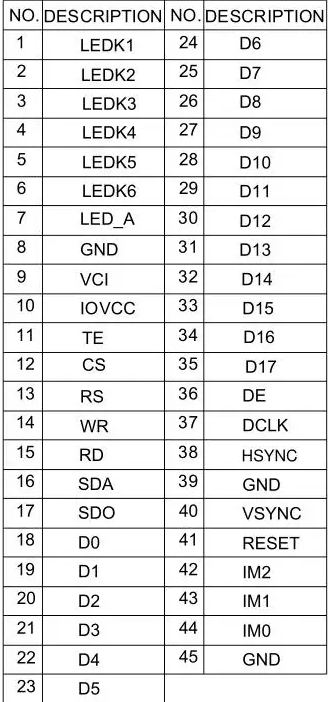 NO. DESCRIPTION NO. DESCRIPTION
1 LEDK1 24 D6
2 LEDK2 25 D7
3 LEDK3 26 D8
4 LEDK4 27 D9
5 LEDK5 28 D10
6 LEDK6 29 D11
7 LED_A 30 D12
8 GND 31 D13
9 VCI 32 D14
10 IOVCC 33 D15
11 TE 34 D16
12 CS 35 D17
13 RS 36 DE
14 WR 37 DCLK
15 RD 38 HSYNC
16 SDA 39 GND
17 SDO 40 VSYNC
18 D0 41 RESET
19 D1 42 IM2
20 D2 43 IM1
21 D3 44 IM0
22 D4 45 GND
23 D5